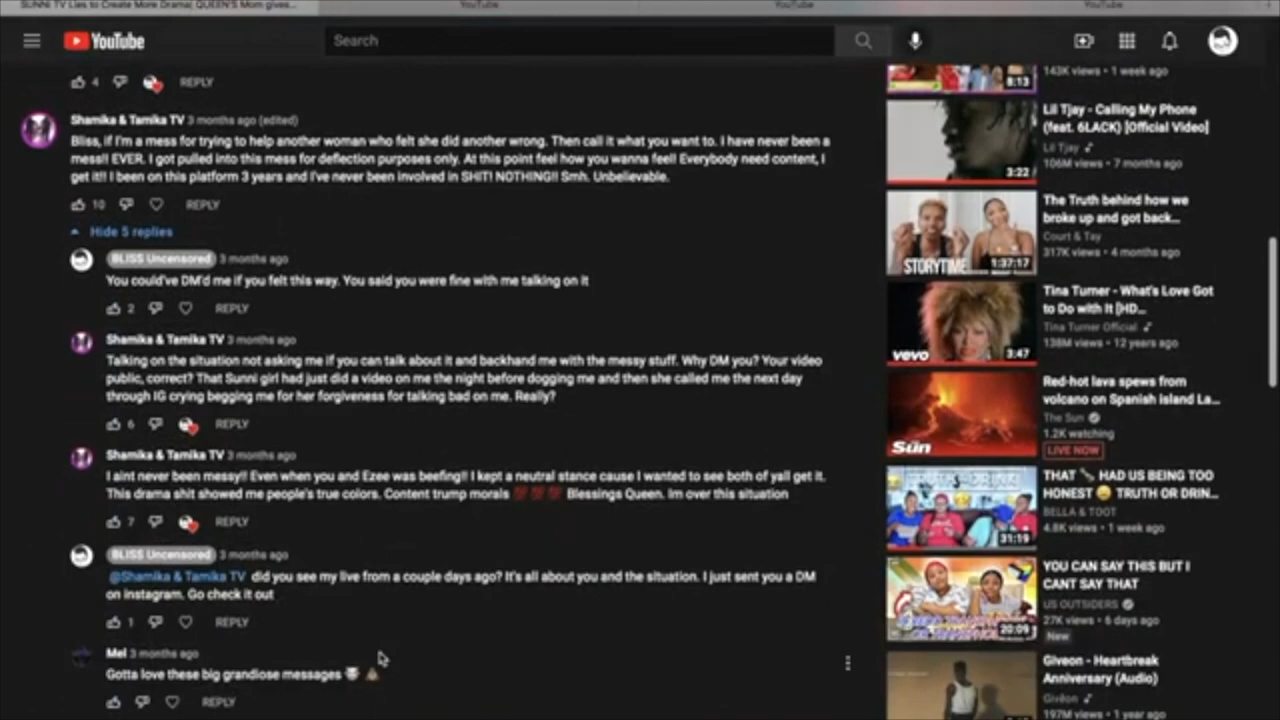 SUNNI TV Lies to Create More Drama| QUEEN'S Mom gives...
YouTube
YouTube
YouTube
YouTube
Search
4
REPLY
Shamika & Tamika TV 3 months ago (edited)
Bliss, if I'm a mess for trying to help another woman who felt she did another wrong. Then call it what you want to. I have never been a
mess!! EVER. I got pulled into this mess for deflection purposes only. At this point feel how you wanna feel! Everybody need content, I
get it!! I been on this platform 3 years and I've never been involved in SHIT! NOTHING!! Smh. Unbelievable.
10
REPLY
Hide 5 replies
BLISS Uncensored 3 months ago
You could've DM'd me if you felt this way. You said you were fine with me talking on it
2
REPLY
Shamika & Tamika TV 3 months ago
Talking on the situation not asking me if you can talk about it and backhand me with the messy stuff. Why DM you? Your video
public, correct? That Sunni girl had just did a video on me the night before dogging me and then she called me the next day
through IG crying begging me for her forgiveness for talking bad on me. Really?
6
REPLY
Shamika & Tamika TV 3 months ago
I aint never been messy!! Even when you and Ezee was beefing!! I kept a neutral stance cause I wanted to see both of yall get it.
This drama shit showed me people's true colors. Content trump morals 💯💯💯 Blessings Queen. Im over this situation
7
REPLY
BLISS Uncensored 3 months ago
@Shamika & Tamika TV did you see my live from a couple days ago? It's all about you and the situation. I just sent you a DM
on instagram. Go check it out
1
REPLY
Mel 3 months ago
Gotta love these big grandiose messages
REPLY
8:13
143K views • 1 week ago
3:22
Lil Tjay - Calling My Phone
(feat. 6LACK) [Official Video]
Lil Tjay
106M views • 7 months ago
STORYTIME
1:37:17
The Truth behind how we
broke up and got back...
Court & Tay
317K views • 4 months ago
vevo
3:47
Tina Turner - What's Love Got
to Do with It [HD...
Tina Turner Official
138M views • 12 years ago
Sun
Red-hot lava spews from
volcano on Spanish island La...
The Sun
1.2K watching
LIVE NOW
31:19
THAT HAD US BEING TOO
HONEST TRUTH OR DRIN...
BELLA & TOOT
4.8K views • 1 week ago
20:09
YOU CAN SAY THIS BUT I
CANT SAY THAT
US OUTSIDERS
27K views • 6 days ago
New
Giveon - Heartbreak
Anniversary (Audio)
Givēon
197M views • 1 year ago